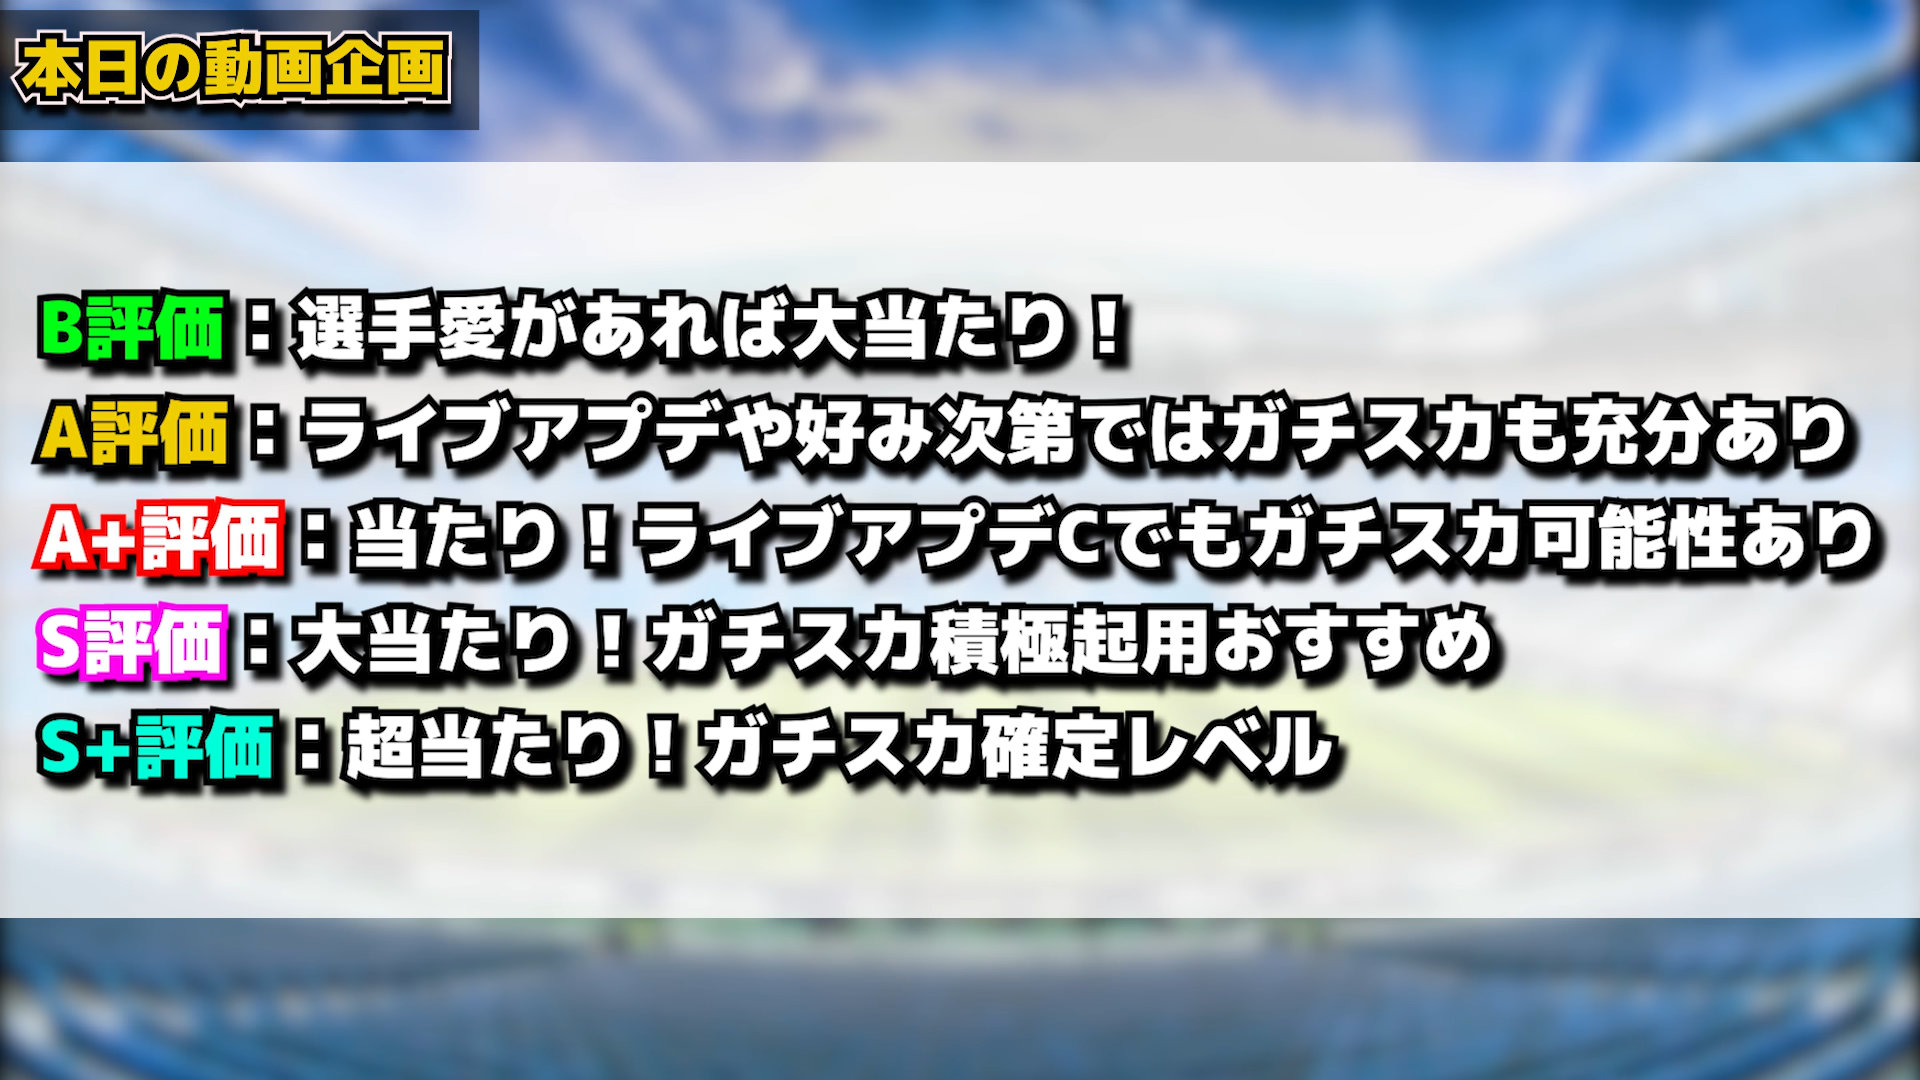 本日の動画企画
B評価：選手愛があれば大当たり！
A評価：ライブアプデや好み次第ではガチスカも充分あり
A+評価：当たり！ライブアプデCでもガチスカ可能性あり
S評価：大当たり！ガチスカ積極起用おすすめ
S+評価：超当たり！ガチスカ確定レベル